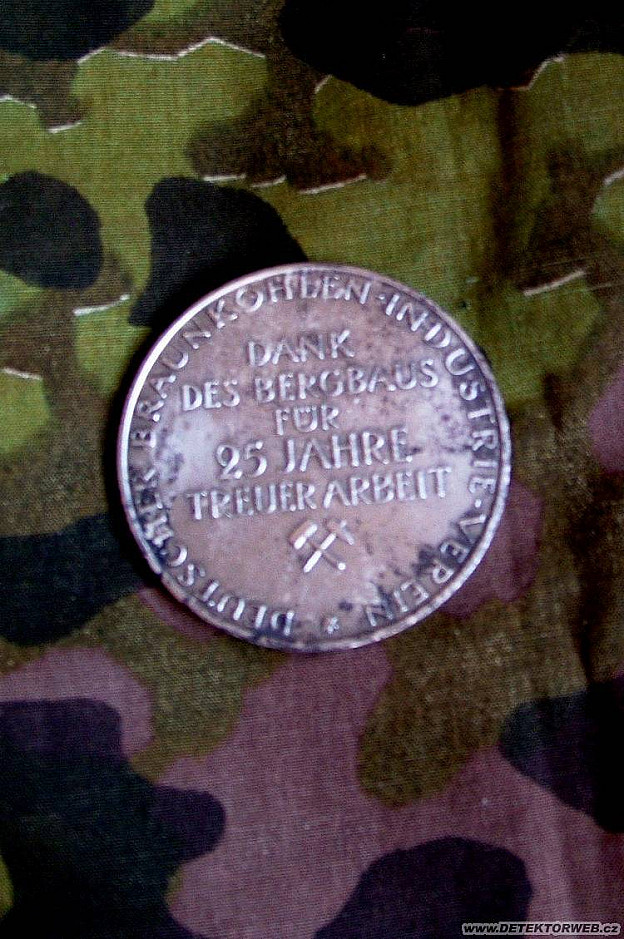 DEUTSCHER BRAUNKOHLEN-INDUSTRIE-VEREIN
DANK
DES BERGBAUS
FÜR
25 JAHRE
TREUER ARBEIT
www.DETEKTORWEB.cz